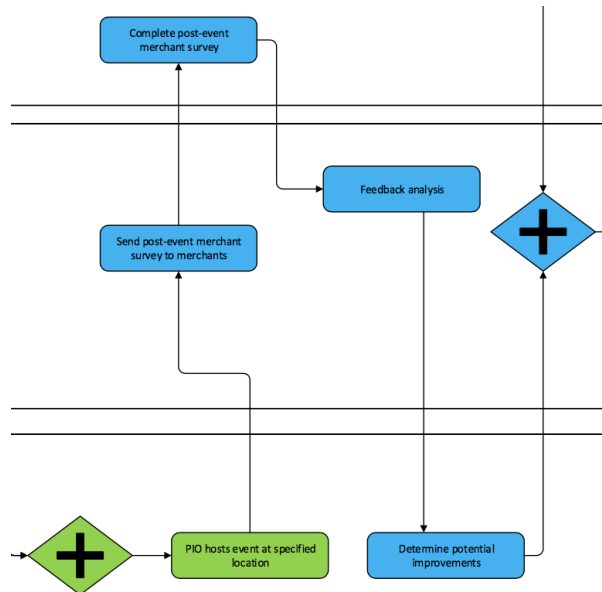 Complete post-event
merchant survey
Feedback analysis
Send post-event merchant
survey to merchants
PIO hosts event at specified
location
Determine potential
improvements